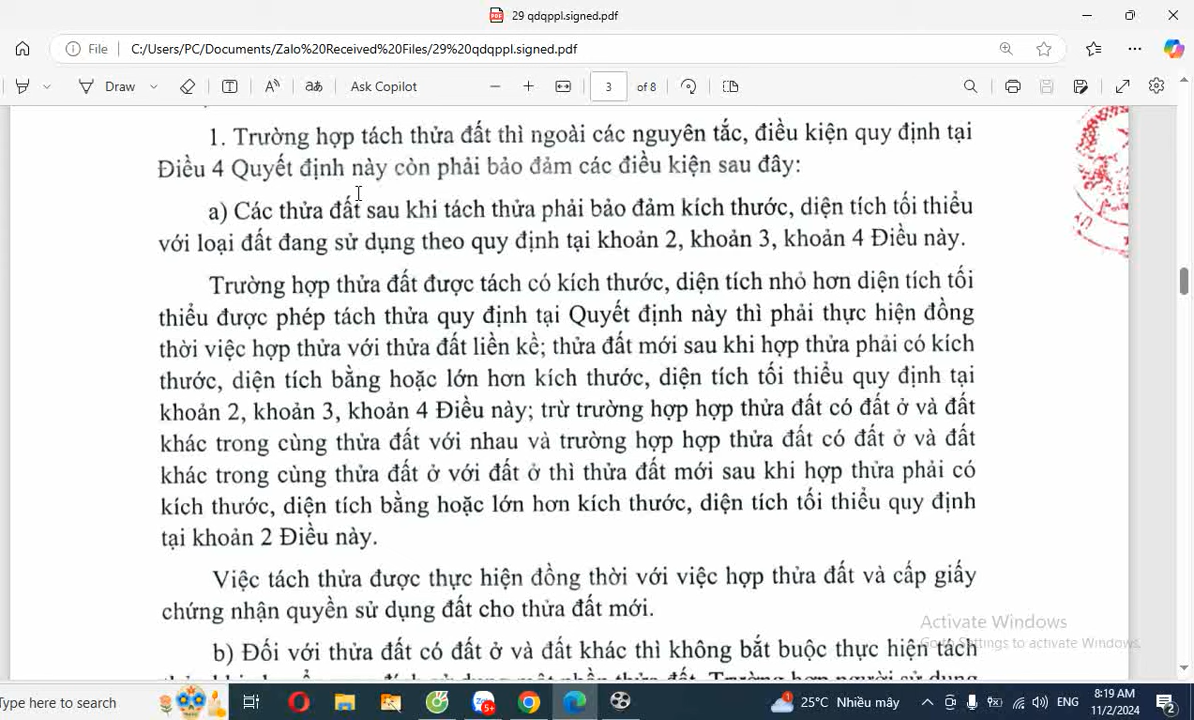 29 qdqppl.signed.pdf
File
C:/Users/PC/Documents/Zalo%20Received%20Files/29%20qdqppl.signed.pdf
Draw
aあ
Ask Copilot
3
of 8
1. Trường hợp tách thửa đất thì ngoài các nguyên tắc, điều kiện quy định tại
Điều 4 Quyết định này còn phải bảo đảm các điều kiện sau đây:
a) Các thửa đất sau khi tách thửa phải bảo đảm kích thước, diện tích tối thiểu
với loại đất đang sử dụng theo quy định tại khoản 2, khoản 3, khoản 4 Điều này.
Trường hợp thửa đất được tách có kích thước, diện tích nhỏ hơn diện tích tối
thiểu được phép tách thửa quy định tại Quyết định này thì phải thực hiện đồng
thời việc hợp thửa với thửa đất liền kề; thửa đất mới sau khi hợp thửa phải có kích
thước, diện tích bằng hoặc lớn hơn kích thước, diện tích tối thiểu quy định tại
khoản 2, khoản 3, khoản 4 Điều này; trừ trường hợp hợp thửa đất có đất ở và đất
khác trong cùng thửa đất với nhau và trường hợp hợp thửa đất có đất ở và đất
khác trong cùng thửa đất ở với đất ở thì thửa đất mới sau khi hợp thửa phải có
kích thước, diện tích bằng hoặc lớn hơn kích thước, diện tích tối thiểu quy định
tại khoản 2 Điều này.
Việc tách thửa được thực hiện đồng thời với việc hợp thửa đất và cấp giấy
chứng nhận quyền sử dụng đất cho thửa đất mới.
b) Đối với thửa đất có đất ở và đất khác thì không bắt buộc thực hiện tách
Activate Windows
Go to Settings to activate Windows.
Type here to search
5+
25°C Nhiều mây
ENG
8:19 AM
11/2/2024
2